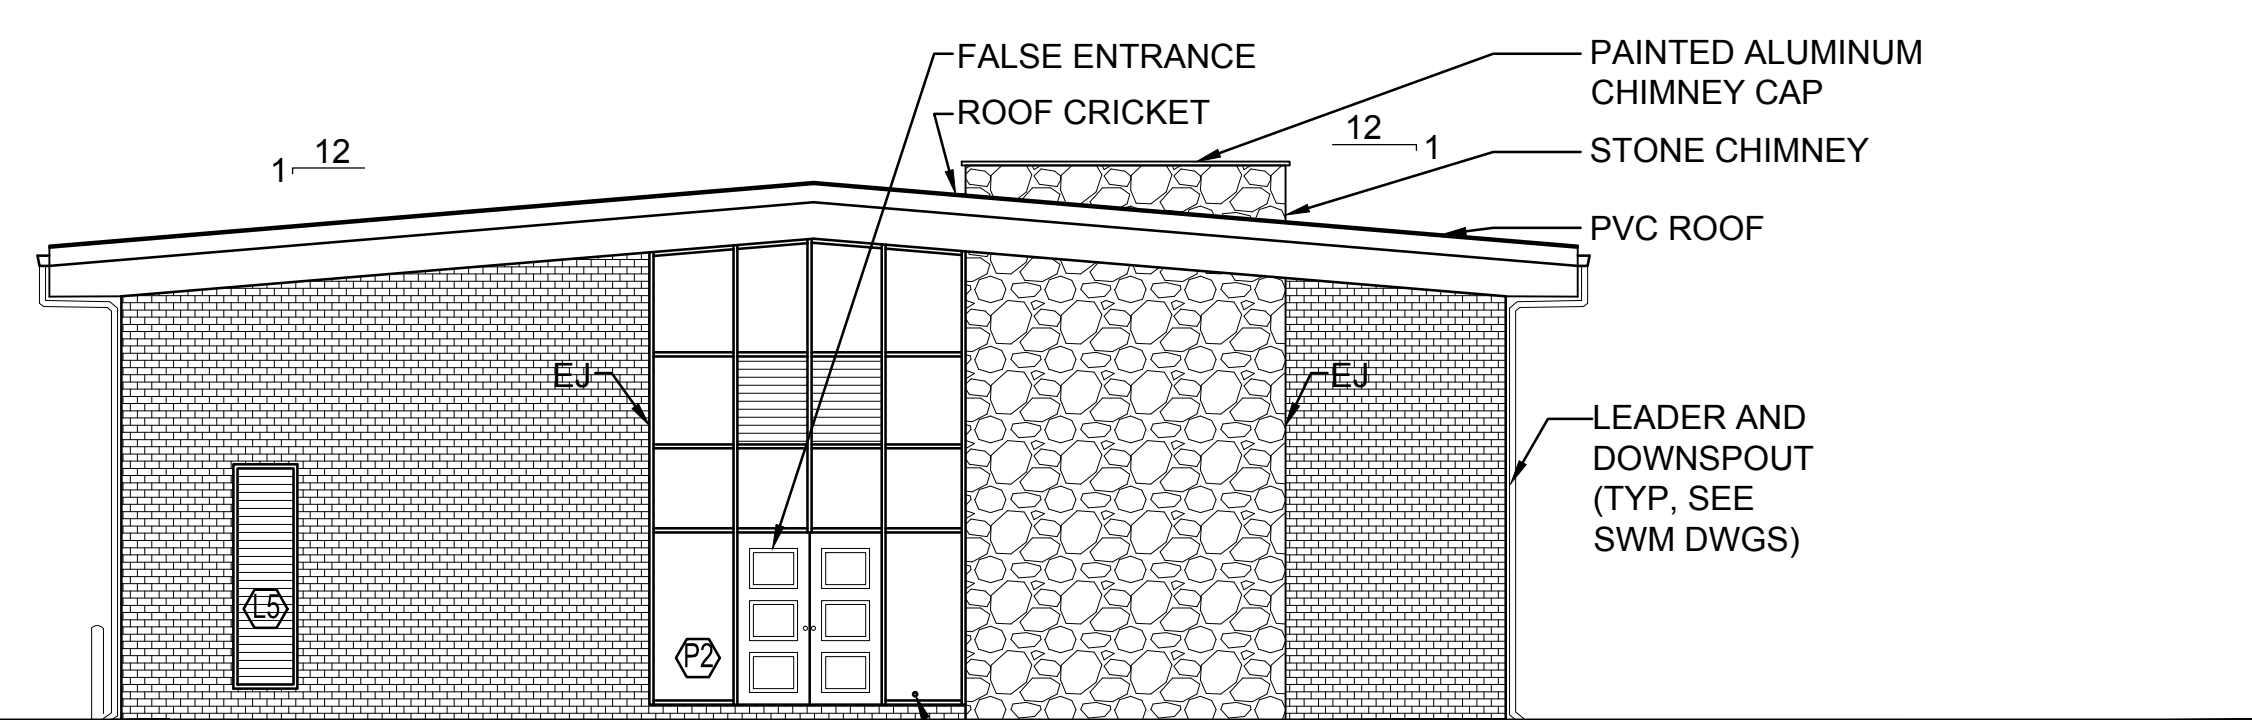 FALSE ENTRANCE
ROOF CRICKET
PAINTED ALUMINUM
CHIMNEY CAP
12
1
STONE CHIMNEY
12
1
PVC ROOF
EJ
EJ
LEADER AND
DOWNSPOUT
(TYP, SEE
SWM DWGS)
L5
P2